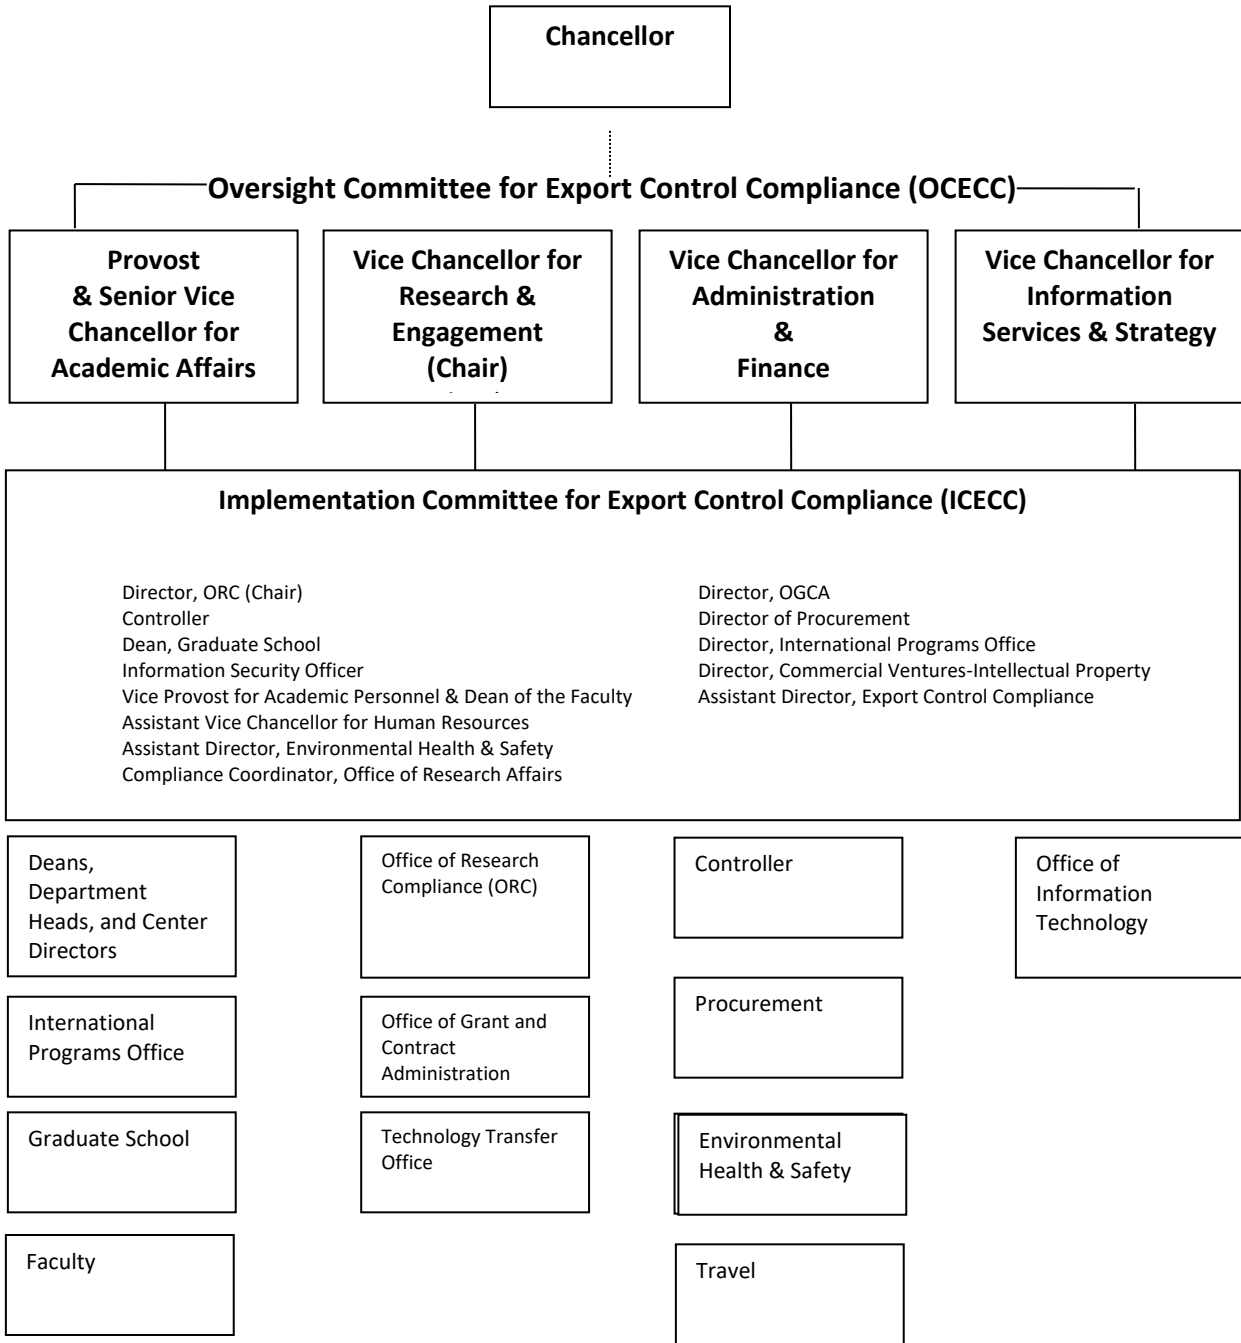 Chancellor
Oversight Committee for Export Control Compliance (OCECC)
Provost
& Senior Vice
Chancellor for
Academic Affairs
Vice Chancellor for
Research &
Engagement
(Chair)
Vice Chancellor for
Administration
&
Finance
Vice Chancellor for
Information
Services & Strategy
Implementation Committee for Export Control Compliance (ICECC)
Director, ORC (Chair)
Controller
Dean, Graduate School
Information Security Officer
Vice Provost for Academic Personnel & Dean of the Faculty
Assistant Vice Chancellor for Human Resources
Assistant Director, Environmental Health & Safety
Compliance Coordinator, Office of Research Affairs
Director, OGCA
Director of Procurement
Director, International Programs Office
Director, Commercial Ventures-Intellectual Property
Assistant Director, Export Control Compliance
Deans,
Department
Heads, and Center
Directors
International
Programs Office
Graduate School
Faculty
Office of Research
Compliance (ORC)
Office of Grant and
Contract
Administration
Technology Transfer
Office
Controller
Procurement
Environmental
Health & Safety
Travel
Office of
Information
Technology